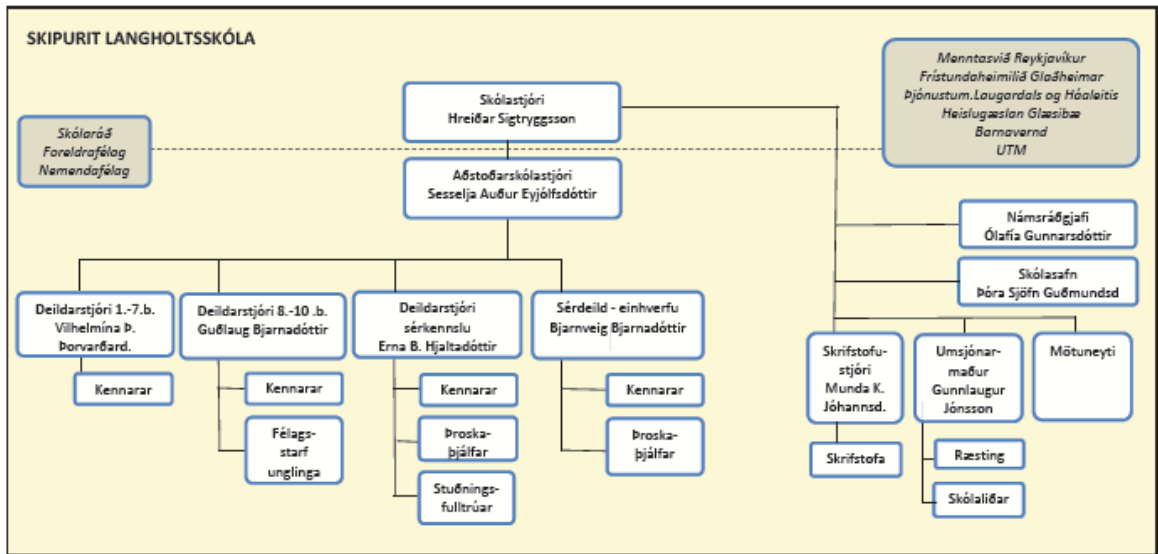 SKIPURIT LANGHOLTSSKÓLA
Menntasvið Reykjavíkur
Frístundaheimilið Glaðheimar
Þjónustum.Laugardals og Háaleitis
Heislugæslan Glæsibæ
Barnavernd
UTM
Skólastjóri
Hreiðar Sigtryggsson
Skólaráð
Foreldrafélag
Nemendafélag
Aðstoðarskólastjóri
Sesselja Auður Eyjólfsdóttir
Námsráðgjafi
Ólafía Gunnarsdóttir
Skólasafn
Þóra Sjöfn Guðmundsd
Deildarstjóri 1.-7.b.
Vilhelmína Þ.
Þorvarðard.
Kennarar
Deildarstjóri 8.-10 .b.
Guðlaug Bjarnadóttir
Kennarar
Félags-
starf
unglinga
Deildarstjóri
sérkennslu
Erna B. Hjaltadóttir
Kennarar
Þroska-
þjálfar
Stuðnings-
fulltrúar
Sérdeild - einhverfu
Bjarnveig Bjarnadóttir
Kennarar
Þroska-
þjálfar
Skrifstofu-
stjóri
Munda K.
Jóhannsd.
Skrifstofa
Umsjónar-
maður
Gunnlaugur
Jónsson
Ræsting
Skólaliðar
Mötuneyti